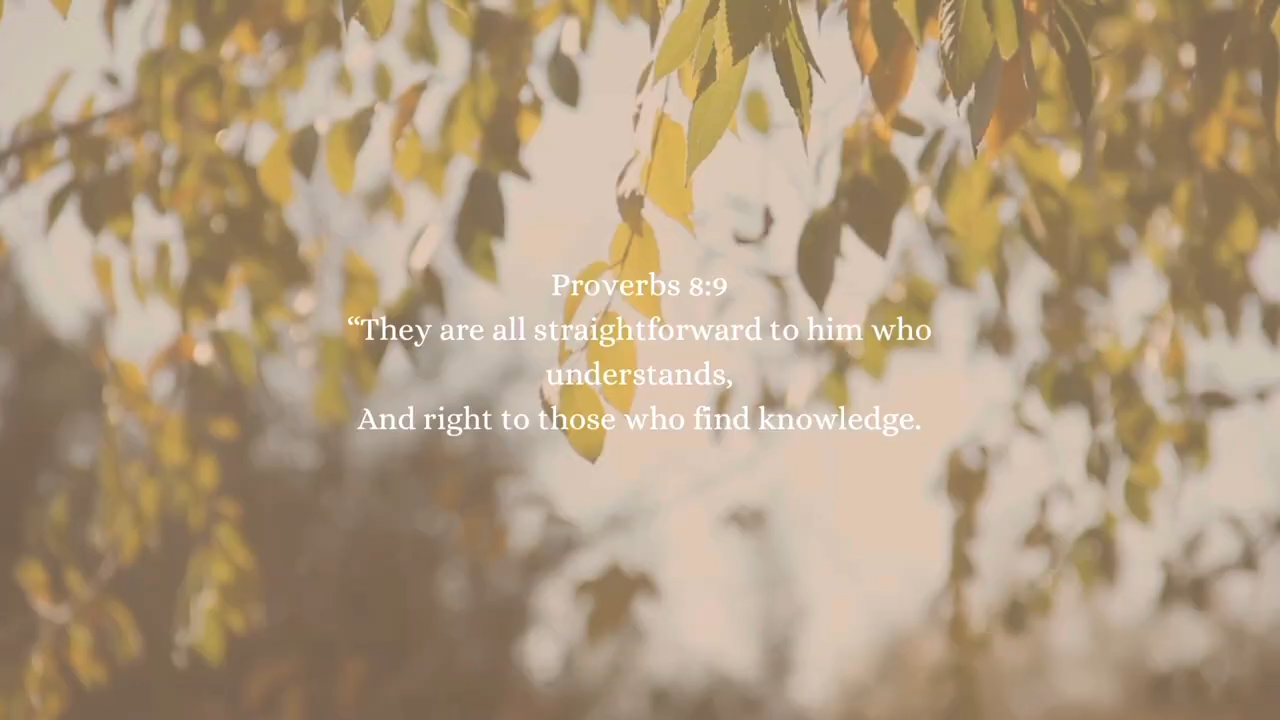 Proverbs 8:9
“They are all straightforward to him who
understands,
And right to those who find knowledge.